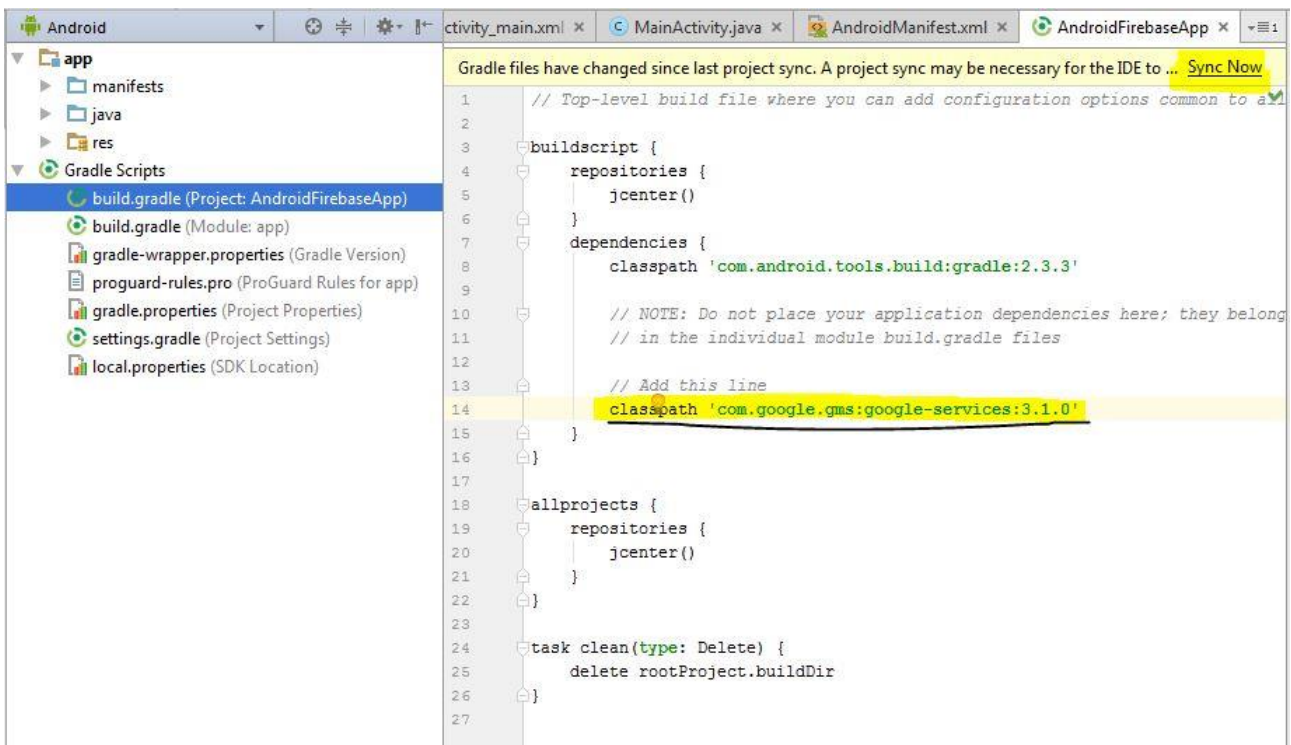 Android
ctivity_main.xml
MainActivity.java
AndroidManifest.xml
AndroidFirebaseApp
1
app
manifests
java
res
Gradle Scripts
build.gradle (Project: AndroidFirebaseApp)
build.gradle (Module: app)
gradle-wrapper.properties (Gradle Version)
proguard-rules.pro (ProGuard Rules for app)
gradle.properties (Project Properties)
settings.gradle (Project Settings)
local.properties (SDK Location)
Gradle files have changed since last project sync. A project sync may be necessary for the IDE to ... Sync Now
1 // Top-level build file where you can add configuration options common to all
2
3 buildscript {
4 repositories {
5 jcenter()
6 }
7 dependencies {
8 classpath 'com.android.tools.build:gradle:2.3.3'
9
10 // NOTE: Do not place your application dependencies here; they belong
11 // in the individual module build.gradle files
12
13 // Add this line
14 classpath 'com.google.gms:google-services:3.1.0'
15 }
16 }
17
18 allprojects {
19 repositories {
20 jcenter()
21 }
22 }
23
24 task clean(type: Delete) {
25 delete rootProject.buildDir
26 }
27